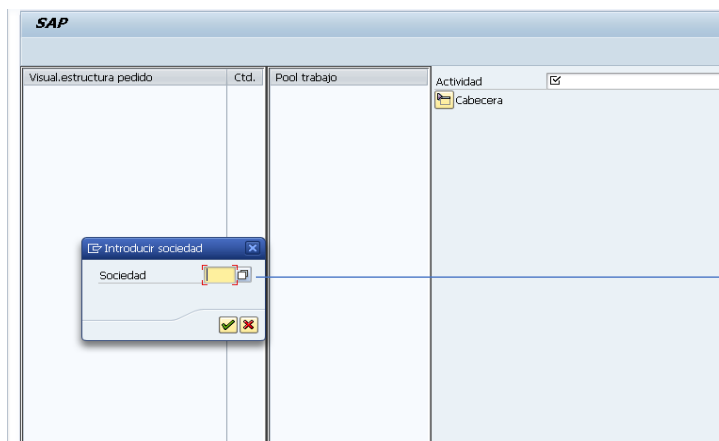 SAP
Visual.estructura pedido Ctd. Pool trabajo
Actividad
Cabecera
Introducir sociedad
Sociedad